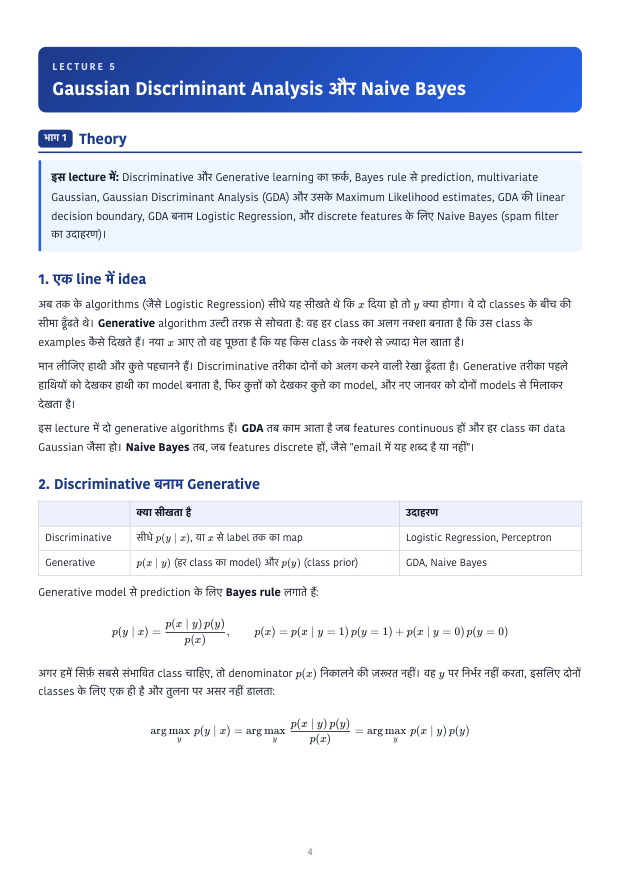 LECTURE 5
Gaussian Discriminant Analysis और Naive Bayes
भाग 1 Theory
इस lecture में: Discriminative और Generative learning का फ़र्क, Bayes rule से prediction, multivariate
Gaussian, Gaussian Discriminant Analysis (GDA) और उसके Maximum Likelihood estimates, GDA की linear
decision boundary, GDA बनाम Logistic Regression, और discrete features के लिए Naive Bayes (spam filter
का उदाहरण)।
1. एक line में idea
अब तक के algorithms (जैसे Logistic Regression) सीधे यह सीखते थे कि x दिया हो तो y क्या होगा। वे दो classes के बीच की
सीमा ढूँढते थे। Generative algorithm उल्टी तरफ़ से सोचता है: वह हर class का अलग नक्शा बनाता है कि उस class के
examples कैसे दिखते हैं। नया x आए तो वह पूछता है कि यह किस class के नक्शे से ज़्यादा मेल खाता है।
मान लीजिए हाथी और कुत्ते पहचानने हैं। Discriminative तरीका दोनों को अलग करने वाली रेखा ढूँढता है। Generative तरीका पहले
हाथियों को देखकर हाथी का model बनाता है, फिर कुत्तों को देखकर कुत्ते का model, और नए जानवर को दोनों models से मिलाकर
देखता है।
इस lecture में दो generative algorithms हैं। GDA तब काम आता है जब features continuous हों और हर class का data
Gaussian जैसा हो। Naive Bayes तब, जब features discrete हों, जैसे "email में यह शब्द है या नहीं"।
2. Discriminative बनाम Generative
क्या सीखता है उदाहरण
Discriminative सीधे p(y | x), या x से label तक का map Logistic Regression, Perceptron
Generative p(x | y) (हर class का model) और p(y) (class prior) GDA, Naive Bayes
Generative model से prediction के लिए Bayes rule लगाते हैं:
p(y | x) = p(x | y) p(y) / p(x), p(x) = p(x | y = 1) p(y = 1) + p(x | y = 0) p(y = 0)
अगर हमें सिर्फ़ सबसे संभावित class चाहिए, तो denominator p(x) निकालने की ज़रूरत नहीं। वह y पर निर्भर नहीं करता, इसलिए दोनों
classes के लिए एक ही है और तुलना पर असर नहीं डालता:
arg max_y p(y | x) = arg max_y p(x | y) p(y) / p(x) = arg max_y p(x | y) p(y)
4